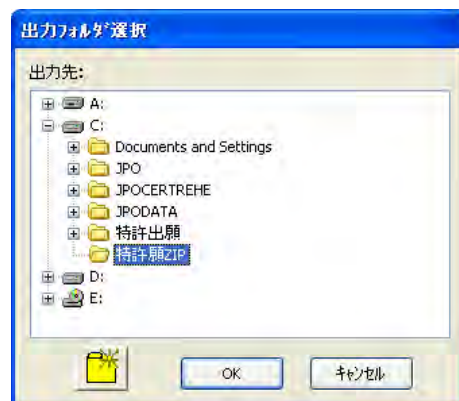 出力フォルダ選択
出力先:
A:
C:
Documents and Settings
JPO
JPOCERTREHE
JPODATA
特許出願
特許願ZIP
D:
E:
OK
キャンセル